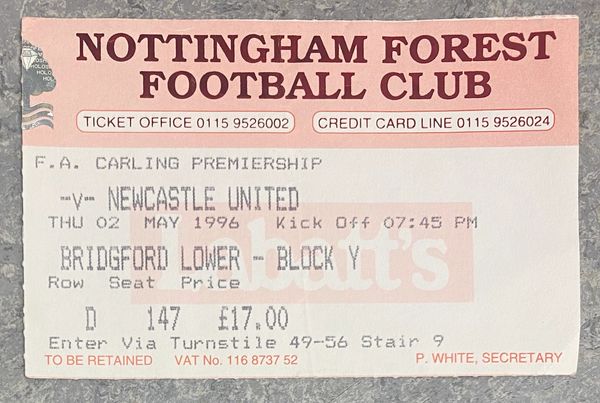 NOTTINGHAM FOREST
FOOTBALL CLUB
TICKET OFFICE 0115 9526002
CREDIT CARD LINE 0115 9526024
F.A. CARLING PREMIERSHIP
-v- NEWCASTLE UNITED
THU 02 MAY 1996 Kick Off 07:45 PM
Labatt's
BRIDGFORD LOWER - BLOCK Y
Row Seat Price
D 147 £17.00
Enter Via Turnstile 49-56 Stair 9
TO BE RETAINED VAT No. 116 8737 52 P. WHITE, SECRETARY